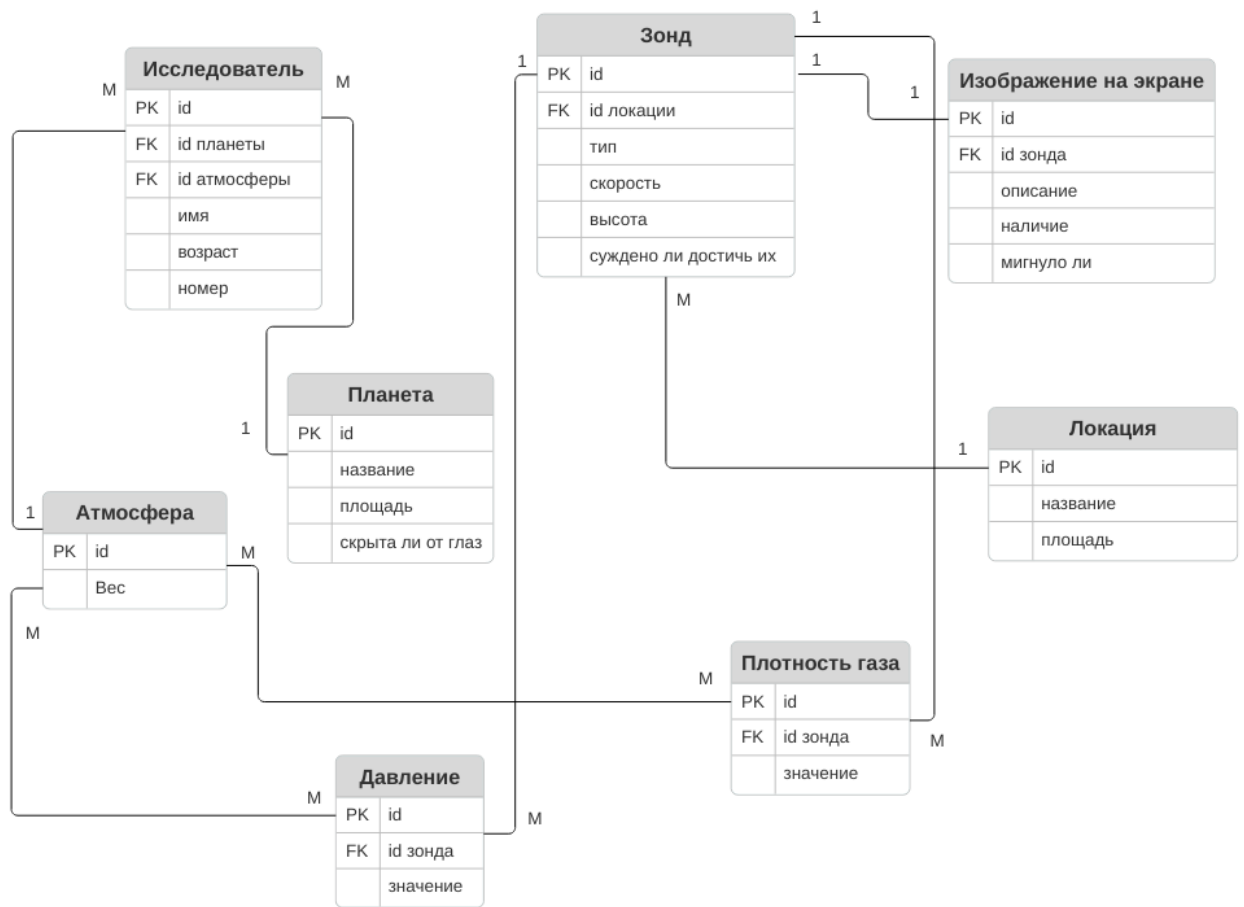 Исследователь
PK id
FK id планеты
FK id атмосферы
имя
возраст
номер
M
M
Зонд
PK id
FK id локации
тип
скорость
высота
суждено ли достичь их
1
1
1
M
Изображение на экране
PK id
FK id зонда
описание
наличие
мигнуло ли
1
Планета
PK id
название
площадь
скрыта ли от глаз
1
Локация
PK id
название
площадь
1
Атмосфера
PK id
Вес
1
M
M
Плотность газа
PK id
FK id зонда
значение
M
M
Давление
PK id
FK id зонда
значение
M
M